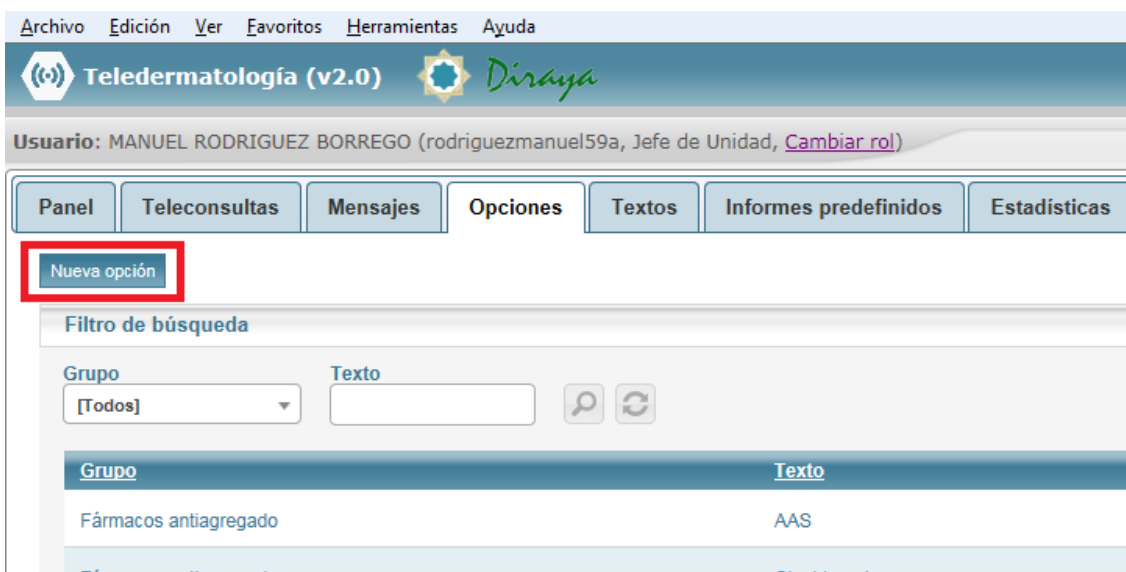 Archivo Edición Ver Favoritos Herramientas Ayuda
Teledermatología (v2.0) Diraya
Usuario: MANUEL RODRIGUEZ BORREGO (rodriguezmanuel59a, Jefe de Unidad, Cambiar rol)
Panel Teleconsultas Mensajes Opciones Textos Informes predefinidos Estadísticas
Nueva opción
Filtro de búsqueda
Grupo Texto
[Todos]
Grupo Texto
Fármacos antiagregado AAS